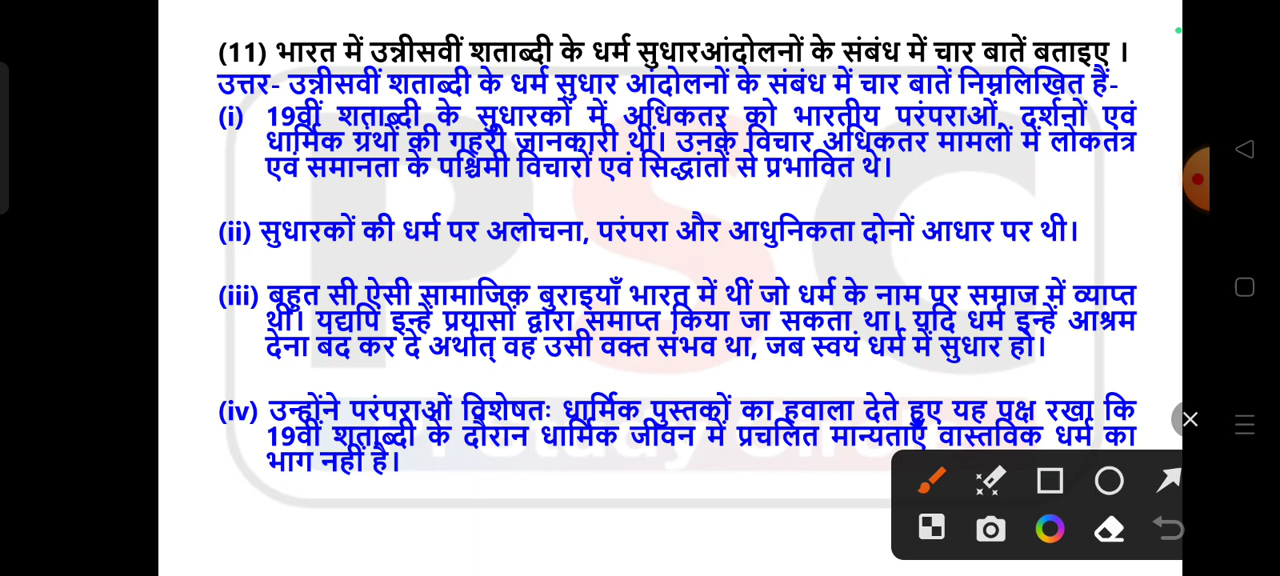 (11) भारत में उन्नीसवीं शताब्दी के धर्म सुधारआंदोलनों के संबंध में चार बातें बताइए ।
उत्तर- उन्नीसवीं शताब्दी के धर्म सुधार आंदोलनों के संबंध में चार बातें निम्नलिखित हैं-
(i) 19वीं शताब्दी के सुधारकों में अधिकतर को भारतीय परंपराओं, दर्शनों एवं
धार्मिक ग्रंथों की गहरी जानकारी थीं। उनके विचार अधिकतर मामलों में लोकतंत्र
एवं समानता के पश्चिमी विचारों एवं सिद्धांतों से प्रभावित थे।
(ii) सुधारकों की धर्म पर अलोचना, परंपरा और आधुनिकता दोनों आधार पर थी।
(iii) बहुत सी ऐसी सामाजिक बुराइयाँ भारत में थीं जो धर्म के नाम पर समाज में व्याप्त
थीं। यद्यपि इन्हें प्रयासों द्वारा समाप्त किया जा सकता था। यदि धर्म इन्हें आश्रम
देना बंद कर दे अर्थात् वह उसी वक्त संभव था, जब स्वयं धर्म में सुधार हो।
(iv) उन्होंने परंपराओं विशेषतः धार्मिक पुस्तकों का हवाला देते हुए यह पक्ष रखा कि
19वीं शताब्दी के दौरान धार्मिक जीवन में प्रचलित मान्यताएँ वास्तविक धर्म का
भाग नहीं है।
PSC